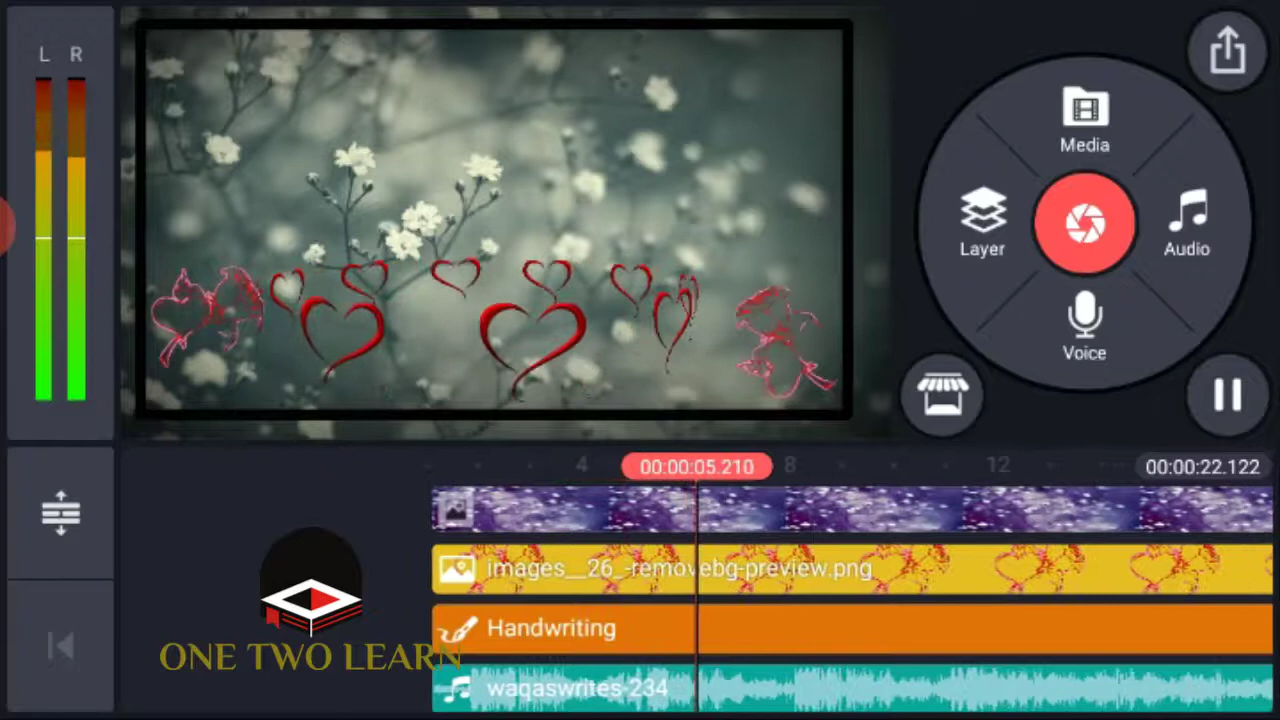 L R
Media
Layer
Audio
Voice
4
00:00:05.210
8
12
00:00:22.122
images__26_-removebg-preview.png
Handwriting
ONE TWO LEARN
waqaswrites-234